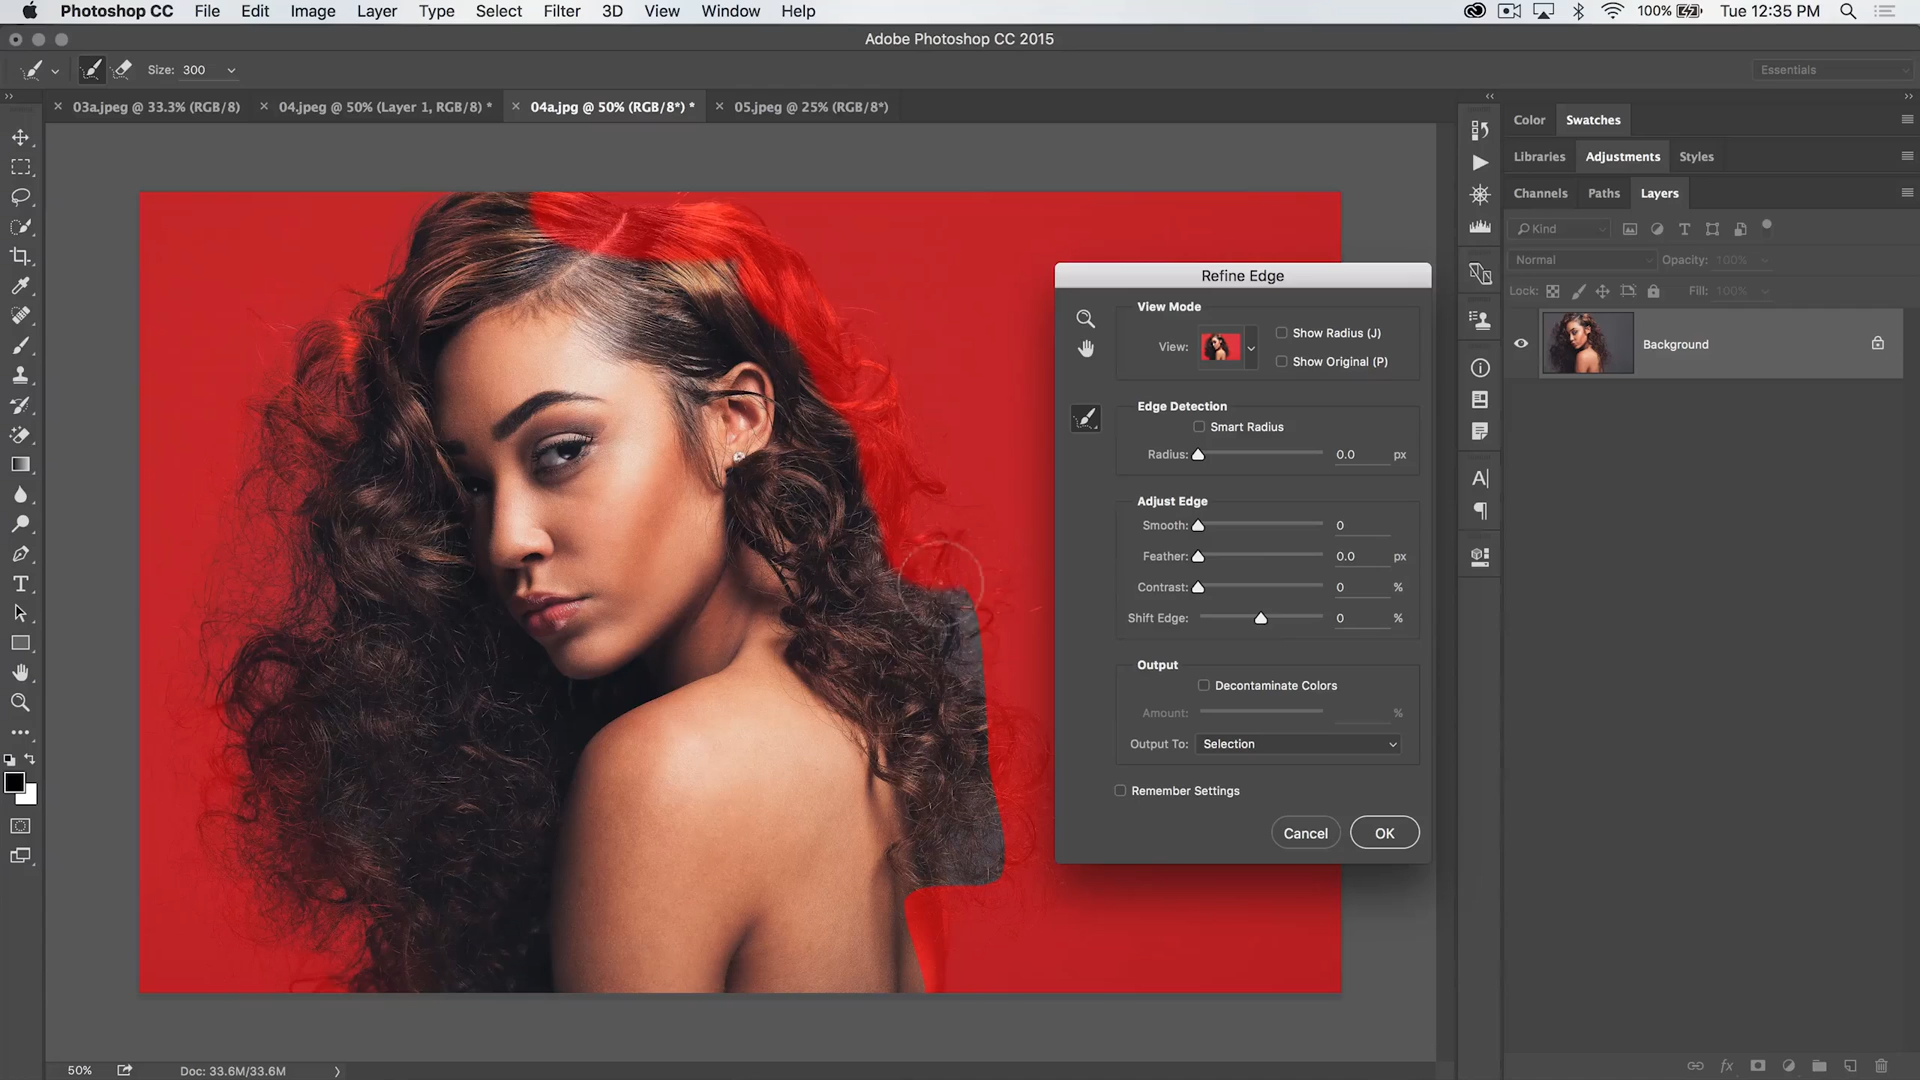 Photoshop CC File Edit Image Layer Type Select Filter 3D View Window Help 100% Tue 12:35 PM
Adobe Photoshop CC 2015
Size: 300 Essentials
03a.jpeg @ 33.3% (RGB/8) 04.jpeg @ 50% (Layer 1, RGB/8) * 04a.jpg @ 50% (RGB/8*) * 05.jpeg @ 25% (RGB/8*)
Color Swatches
Libraries Adjustments Styles
Channels Paths Layers
Kind
Normal Opacity: 100%
Lock: Fill: 100%
Background
Refine Edge
View Mode
View:
Show Radius (J)
Show Original (P)
Edge Detection
Smart Radius
Radius: 0.0 px
Adjust Edge
Smooth: 0
Feather: 0.0 px
Contrast: 0 %
Shift Edge: 0 %
Output
Decontaminate Colors
Amount: %
Output To: Selection
Remember Settings
Cancel OK
50% Doc: 33.6M/33.6M